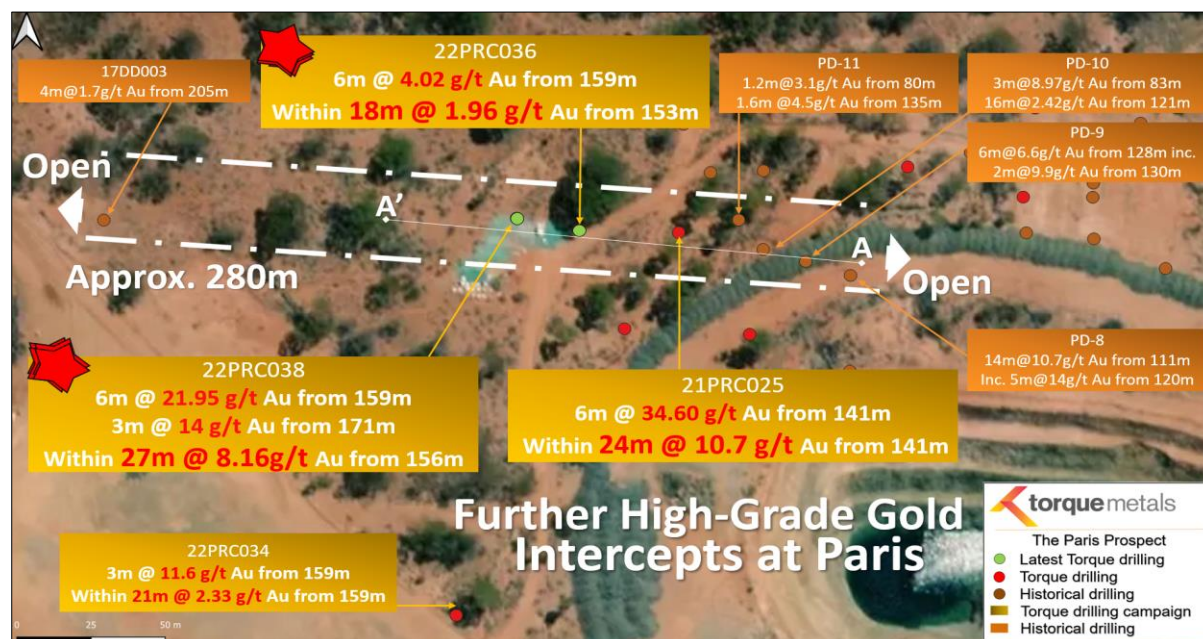 17DD003
4m@1.7g/t Au from 205m
22PRC036
6m @ 4.02 g/t Au from 159m
Within 18m @ 1.96 g/t Au from 153m
PD-11
1.2m@3.1g/t Au from 80m
1.6m @4.5g/t Au from 135m
PD-10
3m@8.97g/t Au from 83m
16m@2.42g/t Au from 121m
PD-9
6m@6.6g/t Au from 128m inc.
2m@9.9g/t Au from 130m
Open
A'
A
Approx. 280m
Open
22PRC038
6m @ 21.95 g/t Au from 159m
3m @ 14 g/t Au from 171m
Within 27m @ 8.16g/t Au from 156m
21PRC025
6m @ 34.60 g/t Au from 141m
Within 24m @ 10.7 g/t Au from 141m
PD-8
14m@10.7g/t Au from 111m
Inc. 5m@14g/t Au from 120m
Further High-Grade Gold
Intercepts at Paris
22PRC034
3m @ 11.6 g/t Au from 159m
Within 21m @ 2.33 g/t Au from 159m
0 25 50 m
torquemetals
The Paris Prospect
Latest Torque drilling
Torque drilling
Historical drilling
Torque drilling campaign
Historical drilling